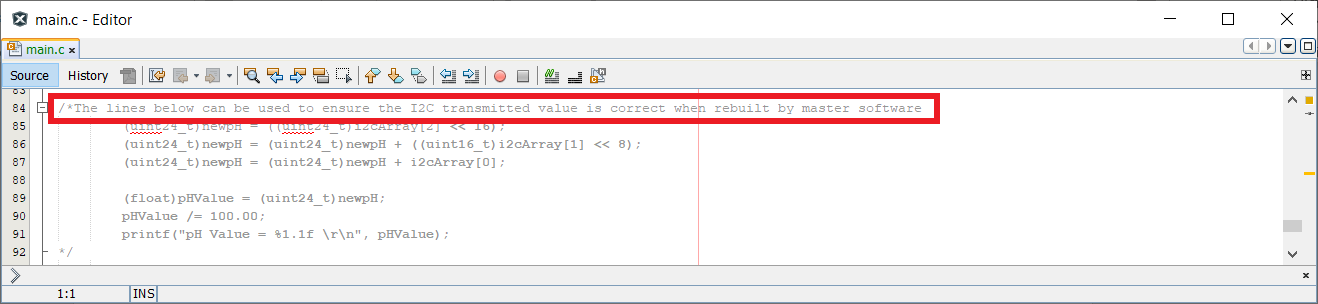 main.c - Editor
main.c
Source History
83
84 /*The lines below can be used to ensure the I2C transmitted value is correct when rebuilt by master software
85 (uint24_t)newpH = ((uint24_t)i2cArray[2] << 16);
86 (uint24_t)newpH = (uint24_t)newpH + ((uint16_t)i2cArray[1] << 8);
87 (uint24_t)newpH = (uint24_t)newpH + i2cArray[0];
88
89 (float)pHValue = (uint24_t)newpH;
90 pHValue /= 100.00;
91 printf("pH Value = %1.1f \r\n", pHValue);
92 */
1:1 INS